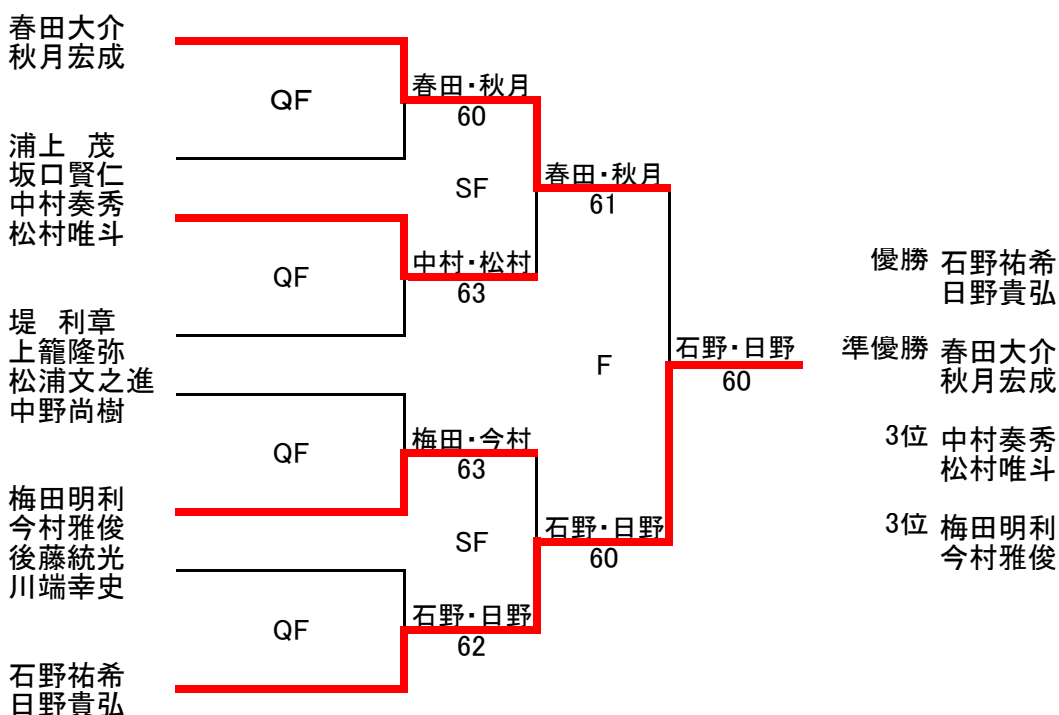 春田大介
秋月宏成
QF
春田・秋月
60
浦上　茂
坂口賢仁
中村奏秀
松村唯斗
SF
春田・秋月
61
QF
中村・松村
63
堤　利章
上籠隆弥
松浦文之進
中野尚樹
F
石野・日野
60
QF
梅田・今村
63
梅田明利
今村雅俊
後藤統光
川端幸史
SF
石野・日野
60
QF
石野・日野
62
石野祐希
日野貴弘
優勝 石野祐希
日野貴弘
準優勝 春田大介
秋月宏成
3位 中村奏秀
松村唯斗
3位 梅田明利
今村雅俊